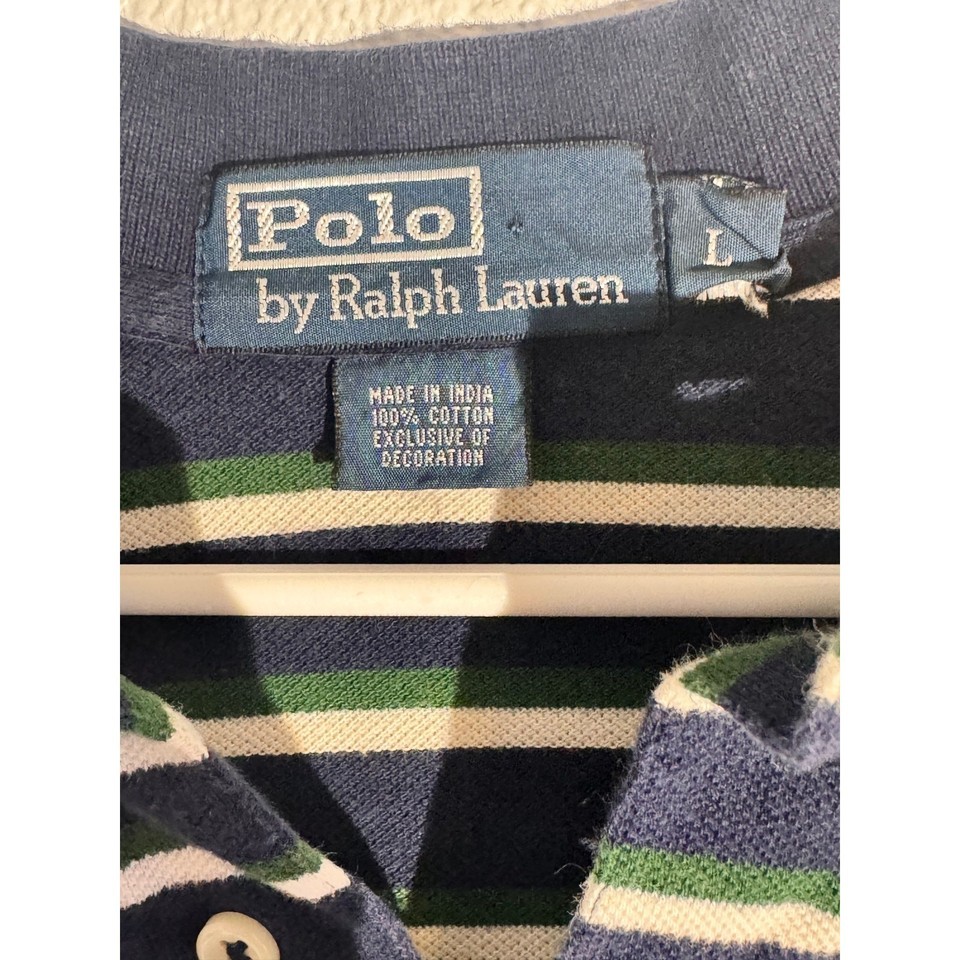 Polo
by Ralph Lauren
L
MADE IN INDIA
100% COTTON
EXCLUSIVE OF
DECORATION